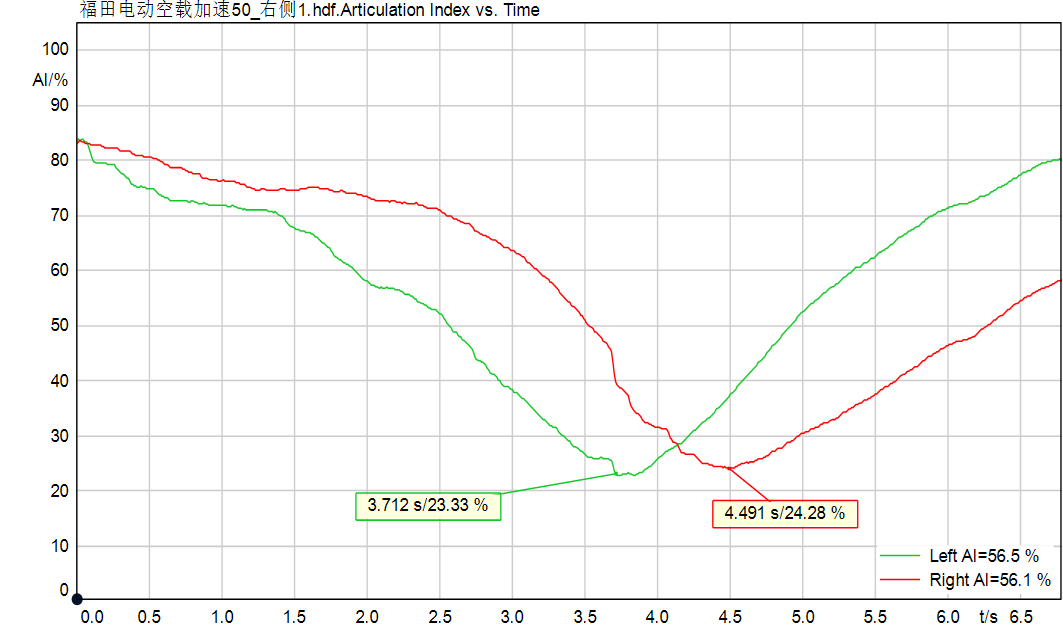 福田电动空载加速50_右侧1.hdf.Articulation Index vs. Time
100
AI/%
90
80
70
60
50
40
30
20
10
0
3.712 s/23.33 %
4.491 s/24.28 %
Left AI=56.5 %
Right AI=56.1 %
0.0 0.5 1.0 1.5 2.0 2.5 3.0 3.5 4.0 4.5 5.0 5.5 6.0 t/s 6.5